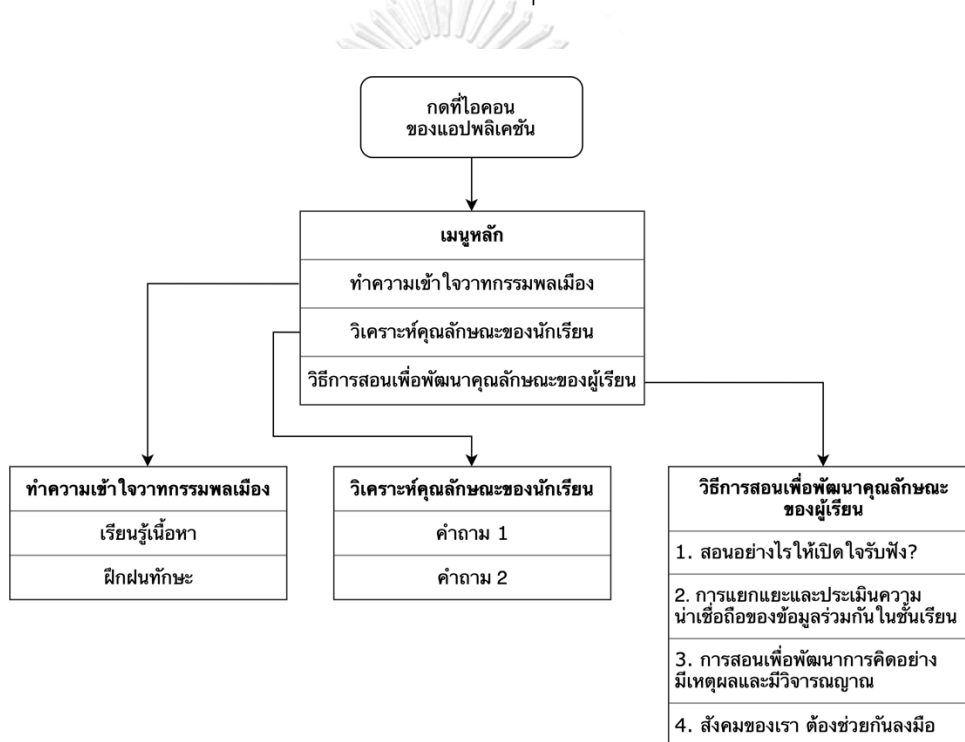 กดที่ไอคอน
ของแอปพลิเคชัน
เมนูหลัก
ทำความเข้าใจวาทกรรมพลเมือง
วิเคราะห์คุณลักษณะของนักเรียน
วิธีการสอนเพื่อพัฒนาคุณลักษณะของผู้เรียน
ทำความเข้าใจวาทกรรมพลเมือง
เรียนรู้เนื้อหา
ฝึกฝนทักษะ
วิเคราะห์คุณลักษณะของนักเรียน
คำถาม 1
คำถาม 2
วิธีการสอนเพื่อพัฒนาคุณลักษณะ
ของผู้เรียน
1. สอนอย่างไรให้เปิดใจรับฟัง?
2. การแยกแยะและประเมินความ
น่าเชื่อถือของข้อมูลร่วมกันในชั้นเรียน
3. การสอนเพื่อพัฒนาการคิดอย่าง
มีเหตุผลและมีวิจารณญาณ
4. สังคมของเรา ต้องช่วยกันลงมือ